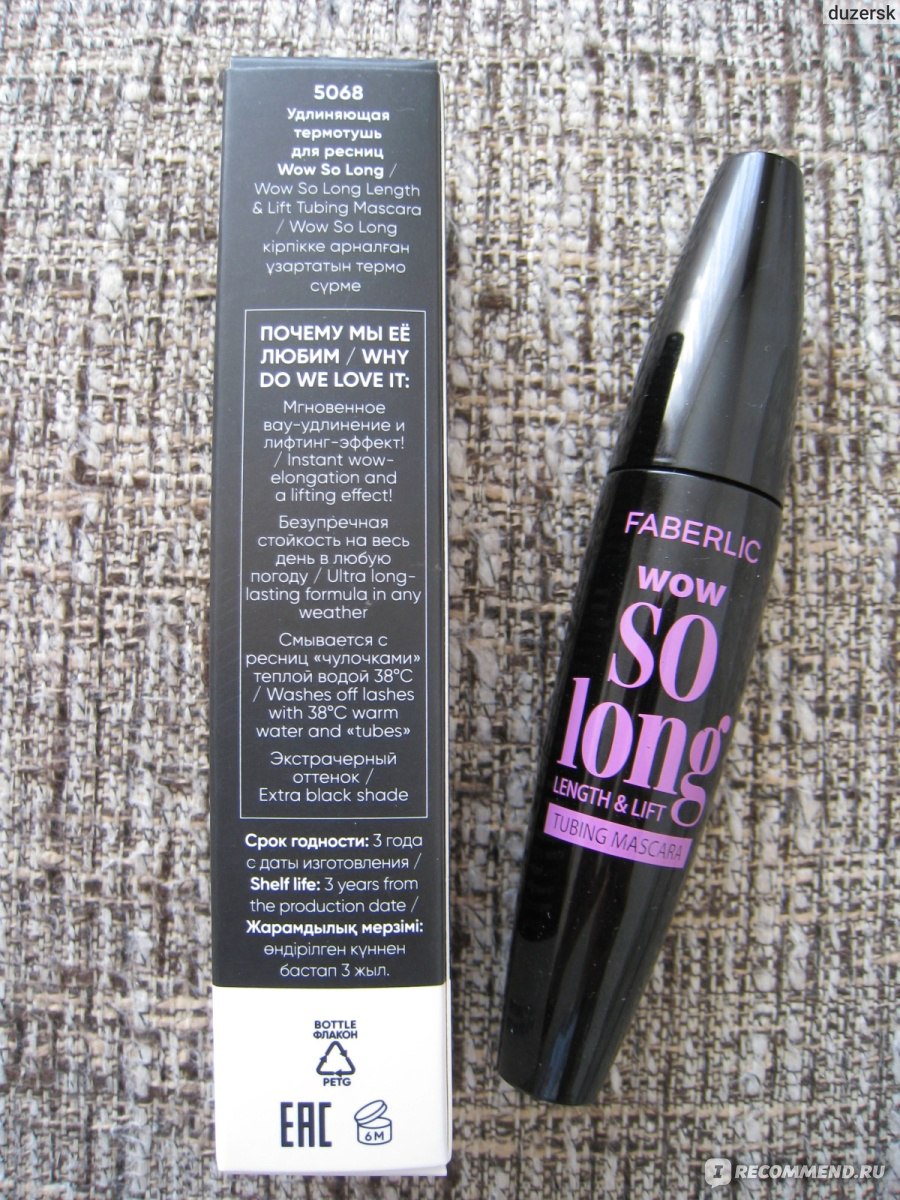 duzersk
5068
Удлиняющая
термотушь
для ресниц
Wow So Long /
Wow So Long Length
& Lift Tubing Mascara
/ Wow So Long
кірпікке арналған
ұзартатын термо
сүрме
ПОЧЕМУ МЫ ЕЁ
ЛЮБИМ / WHY
DO WE LOVE IT:
Мгновенное
вау-удлинение и
лифтинг-эффект!
/ Instant wow-
elongation and
a lifting effect!
Безупречная
стойкость на весь
день в любую
погоду / Ultra long-
lasting formula in any
weather
Смывается с
ресниц «чулочками»
теплой водой 38°C
/ Washes off lashes
with 38°C warm
water and «tubes»
Экстрачерный
оттенок /
Extra black shade
Срок годности: 3 года
с даты изготовления /
Shelf life: 3 years from
the production date /
Жарамдылық мерзімі:
өндірілген күннен
бастап 3 жыл.
BOTTLE
ФЛАКОН
PETG
EAC
6M
FABERLIC
WOW
so
long
LENGTH & LIFT
TUBING MASCARA
IRECOMMEND.RU